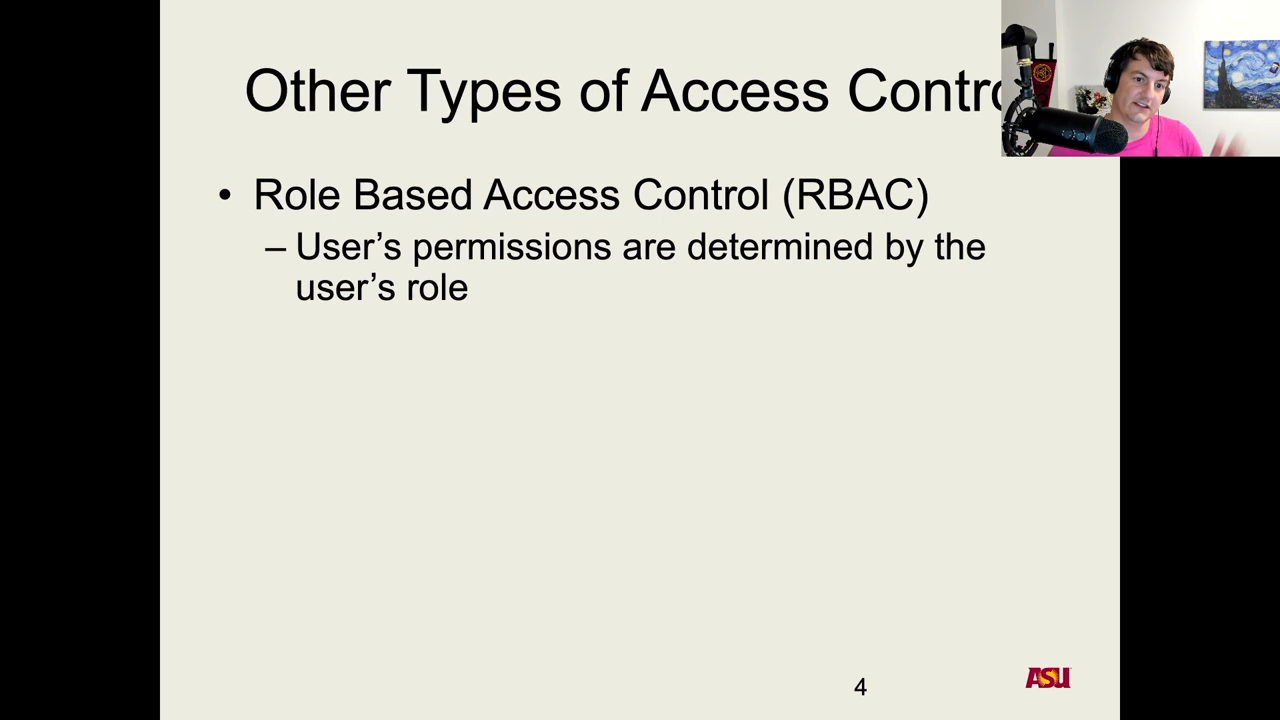 Other Types of Access Contro
• Role Based Access Control (RBAC)
– User’s permissions are determined by the
user’s role
4
ASU